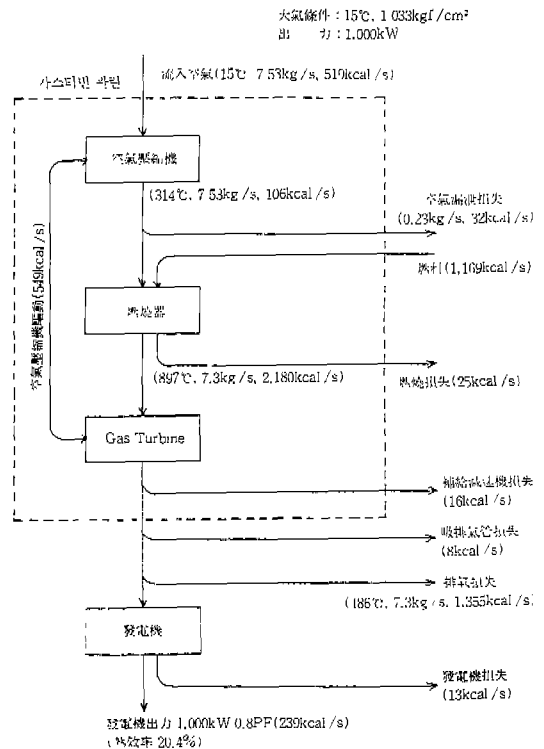 大氣條件 : 15℃, 1.033kgf/cm²
出 力 : 1,000kW
가스터빈 관련
流入空氣(15℃ 7.53kg/s, 519kcal/s)
空氣壓縮機
(314℃, 7.53kg/s, 106kcal/s)
空氣漏洩損失
(0.23kg/s, 32kcal/s)
燃料(1,169kcal/s)
空氣壓縮機驅動(549kcal/s)
燃燒器
(897℃, 7.3kg/s, 2,180kcal/s)
燃燒損失(25kcal/s)
Gas Turbine
補給減速機損失
(16kcal/s)
吸排氣管損失
(8kcal/s)
排氣損失
(486℃, 7.3kg/s, 1,355kcal/s)
發電機
發電機損失
(13kcal/s)
發電機出力 1,000kW 0.8PF(239kcal/s)
(熱效率 20.4%)